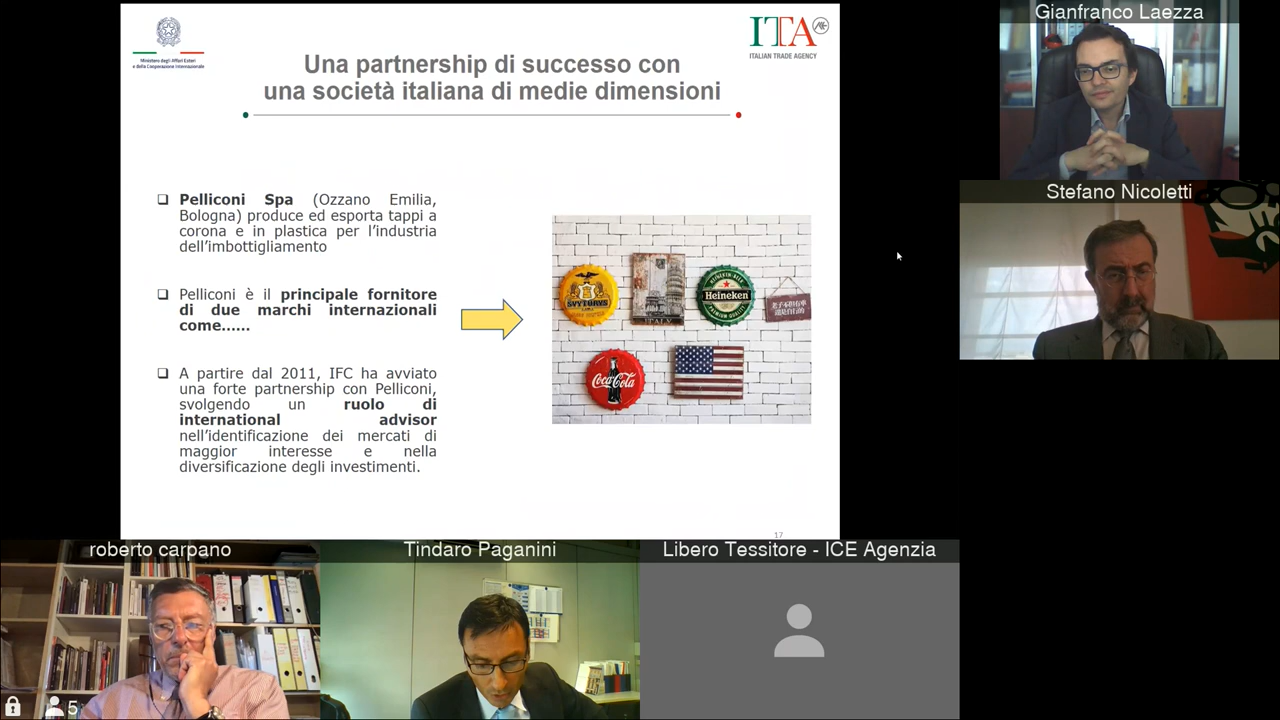 Ministero degli Affari Esteri
e della Cooperazione Internazionale
ITA
ITALIAN TRADE AGENCY
Una partnership di successo con
una società italiana di medie dimensioni
❑ Pelliconi Spa (Ozzano Emilia,
Bologna) produce ed esporta tappi a
corona e in plastica per l'industria
dell'imbottigliamento
❑ Pelliconi è il principale fornitore
di due marchi internazionali
come……
❑ A partire dal 2011, IFC ha avviato
una forte partnership con Pelliconi,
svolgendo un ruolo di
international advisor
nell'identificazione dei mercati di
maggior interesse e nella
diversificazione degli investimenti.
ŠVYTURYS
ITALY
Heineken
Coca-Cola
17
Gianfranco Laezza
Stefano Nicoletti
roberto carpano
5
Tindaro Paganini
Libero Tessitore - ICE Agenzia